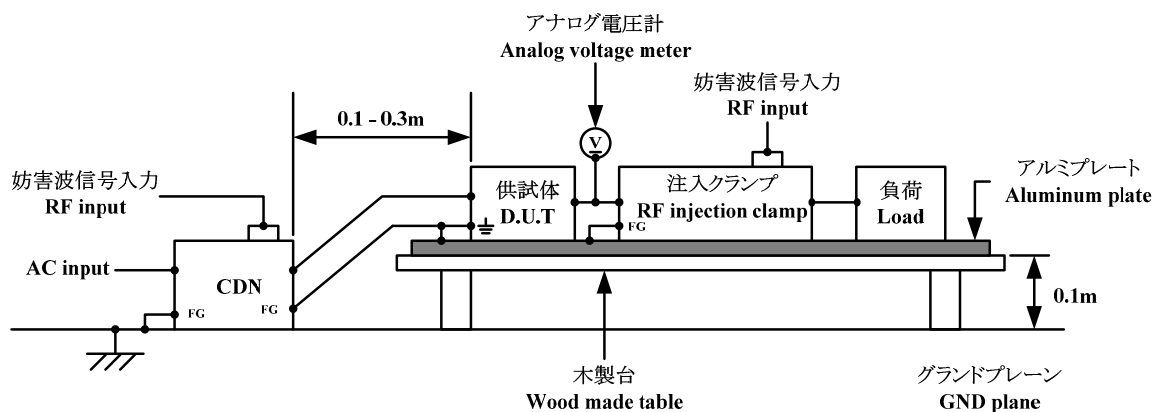 アナログ電圧計
Analog voltage meter
妨害波信号入力
RF input
0.1 - 0.3m
V
妨害波信号入力
RF input
供試体
D.U.T
注入クランプ
RF injection clamp
FG
負荷
Load
アルミプレート
Aluminum plate
AC input
CDN
FG
FG
0.1m
木製台
Wood made table
グランドプレーン
GND plane